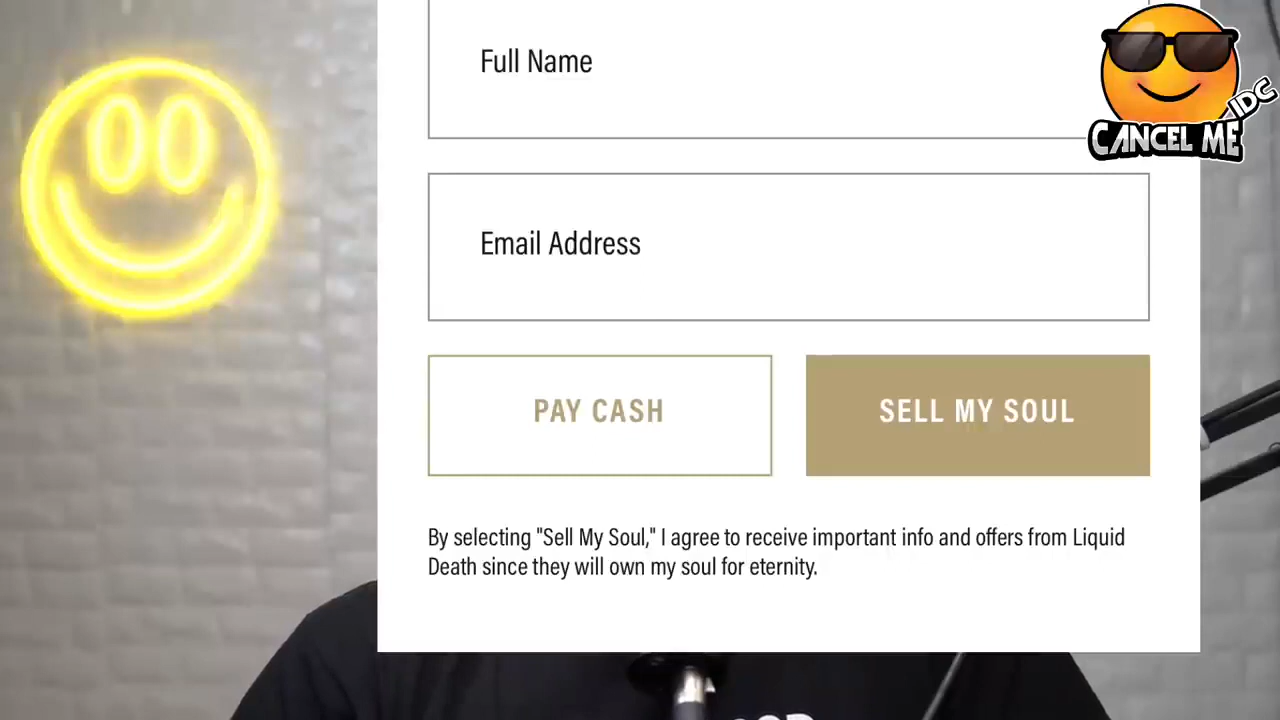 Full Name
IDC
CANCEL ME
Email Address
PAY CASH
SELL MY SOUL
By selecting "Sell My Soul," I agree to receive important info and offers from Liquid
Death since they will own my soul for eternity.